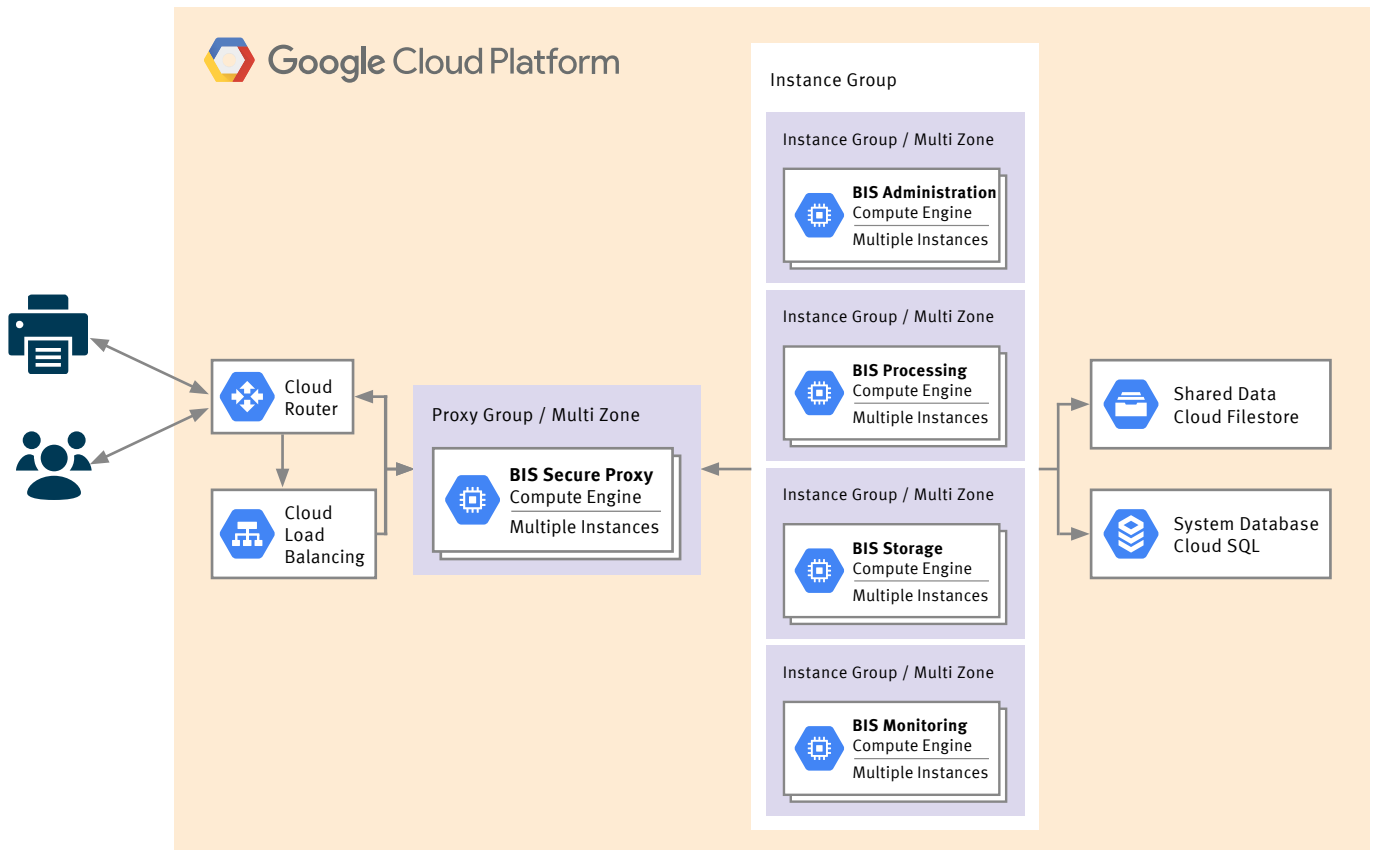 Google Cloud Platform
Instance Group
Instance Group / Multi Zone
BIS Administration
Compute Engine
Multiple Instances
Instance Group / Multi Zone
BIS Processing
Compute Engine
Multiple Instances
Cloud
Router
Cloud
Load
Balancing
Proxy Group / Multi Zone
BIS Secure Proxy
Compute Engine
Multiple Instances
Instance Group / Multi Zone
BIS Storage
Compute Engine
Multiple Instances
Instance Group / Multi Zone
BIS Monitoring
Compute Engine
Multiple Instances
Shared Data
Cloud Filestore
System Database
Cloud SQL